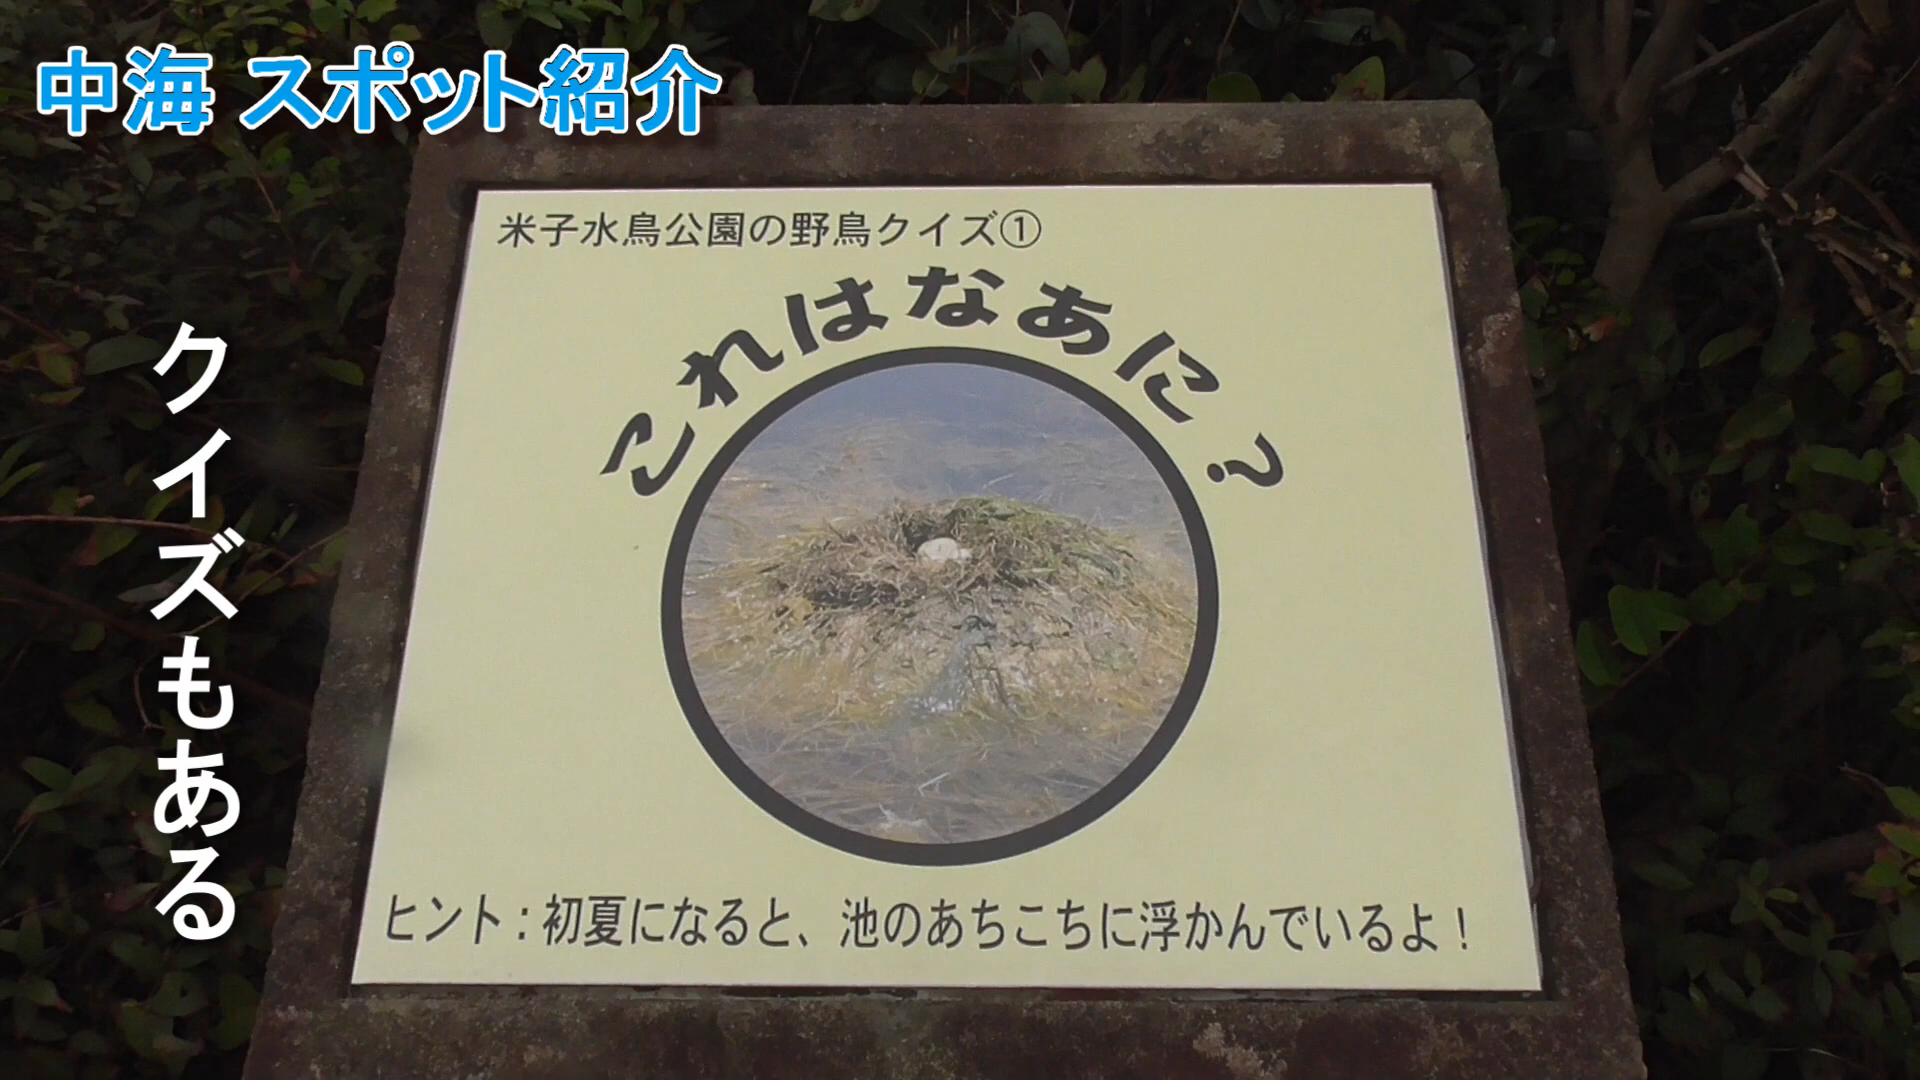 中海 スポット紹介
クイズもある
米子水鳥公園の野鳥クイズ①
これはなあに?
ヒント:初夏になると、池のあちこちに浮かんでいるよ!